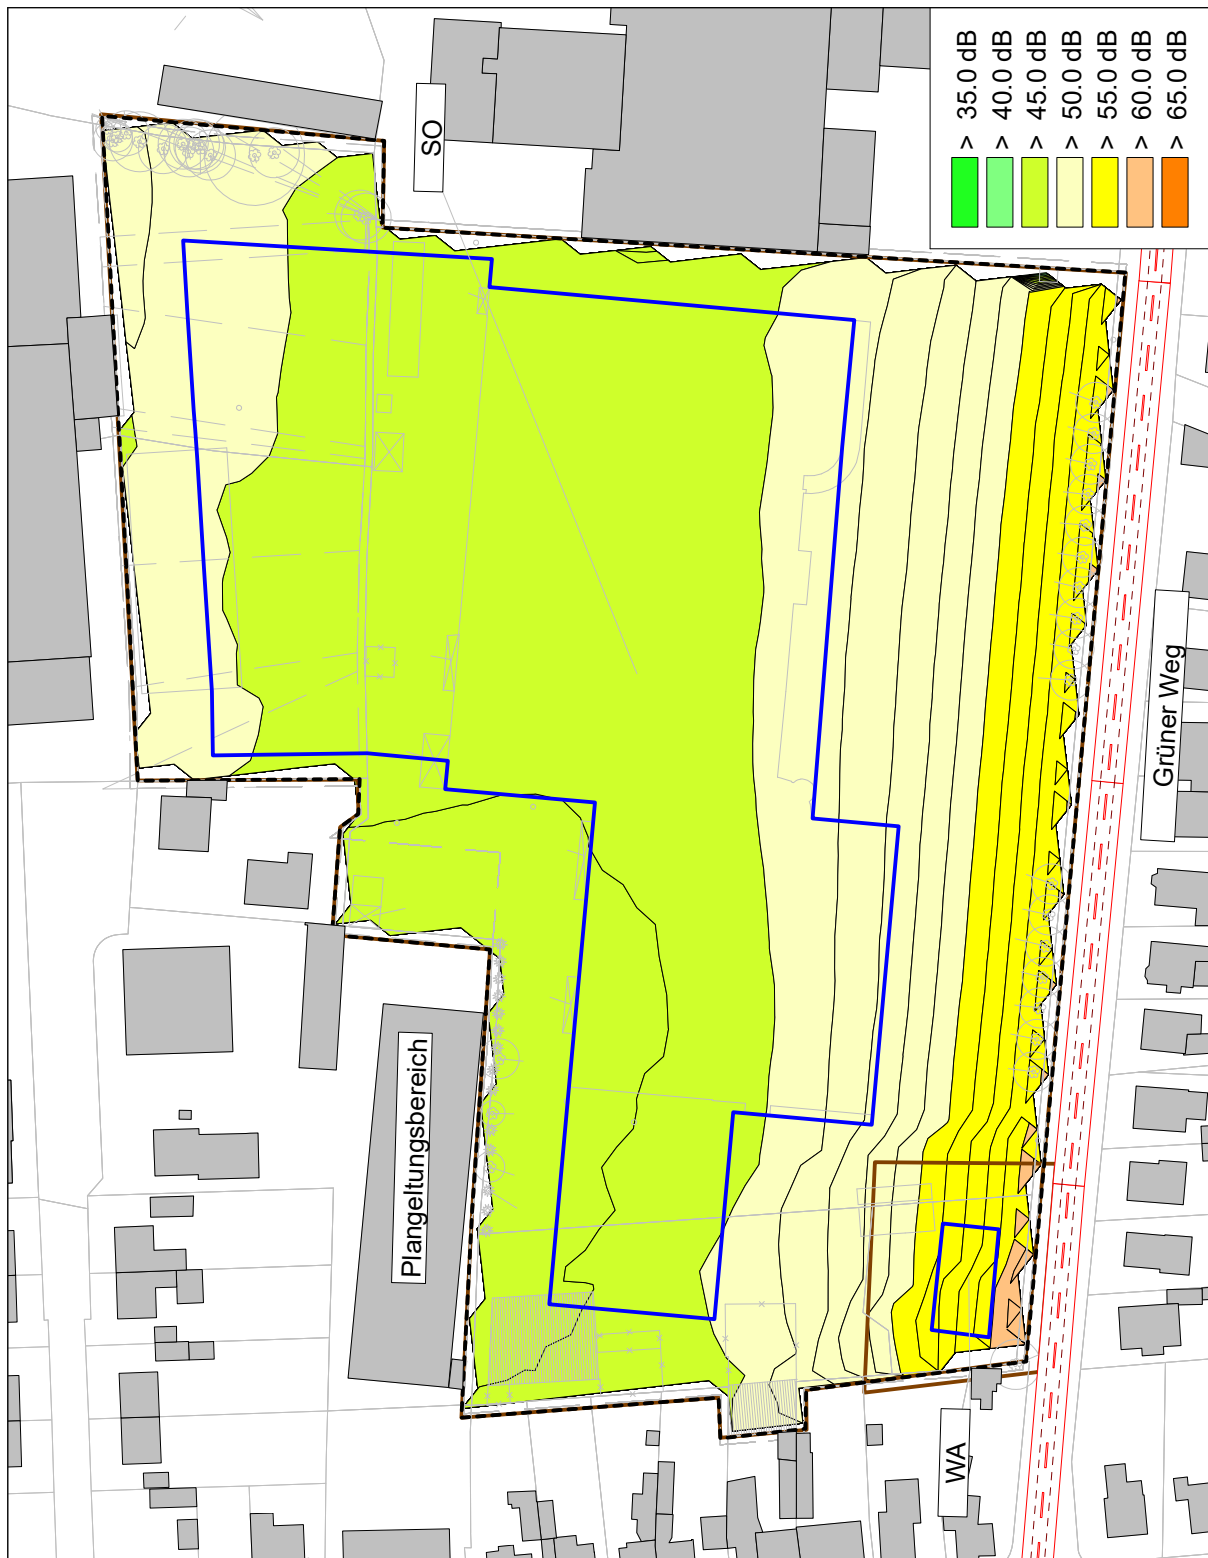 SO
> 35.0 dB
> 40.0 dB
> 45.0 dB
> 50.0 dB
> 55.0 dB
> 60.0 dB
> 65.0 dB
Grüner Weg
Plangeltungsbereich
WA